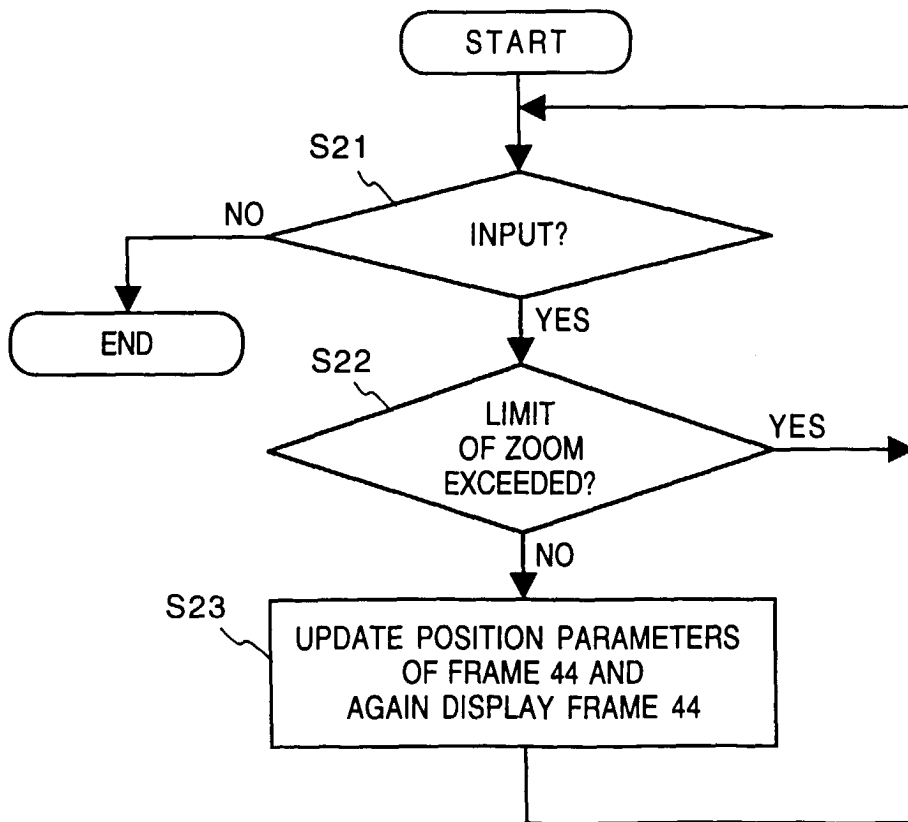 START
S21
NO
INPUT?
END
YES
S22
LIMIT
OF ZOOM
EXCEEDED?
YES
NO
S23
UPDATE POSITION PARAMETERS
OF FRAME 44 AND
AGAIN DISPLAY FRAME 44